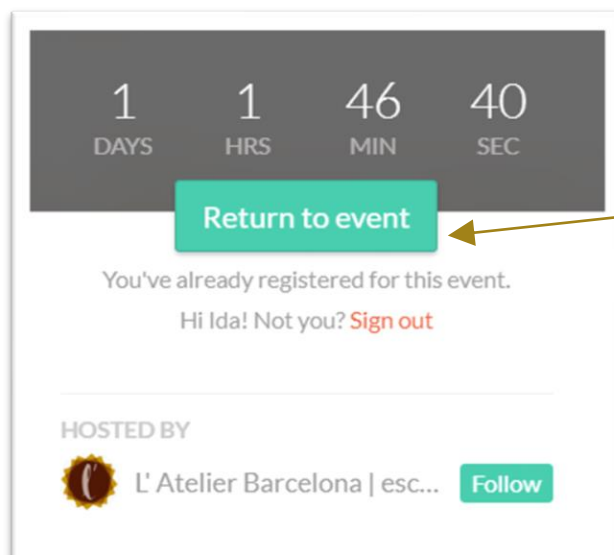 1 1 46 40
DAYS HRS MIN SEC
Return to event
You've already registered for this event.
Hi Ida! Not you? Sign out
HOSTED BY
L' Atelier Barcelona | esc... Follow